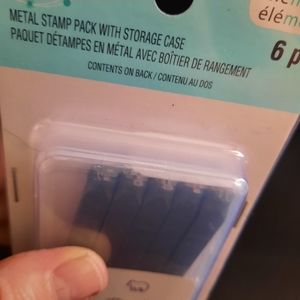 METAL STAMP PACK WITH STORAGE CASE
PAQUET DÉTAMPES EN MÉTAL AVEC BOÎTIER DE RANGEMENT
CONTENTS ON BACK / CONTENU AU DOS
élém
6 p